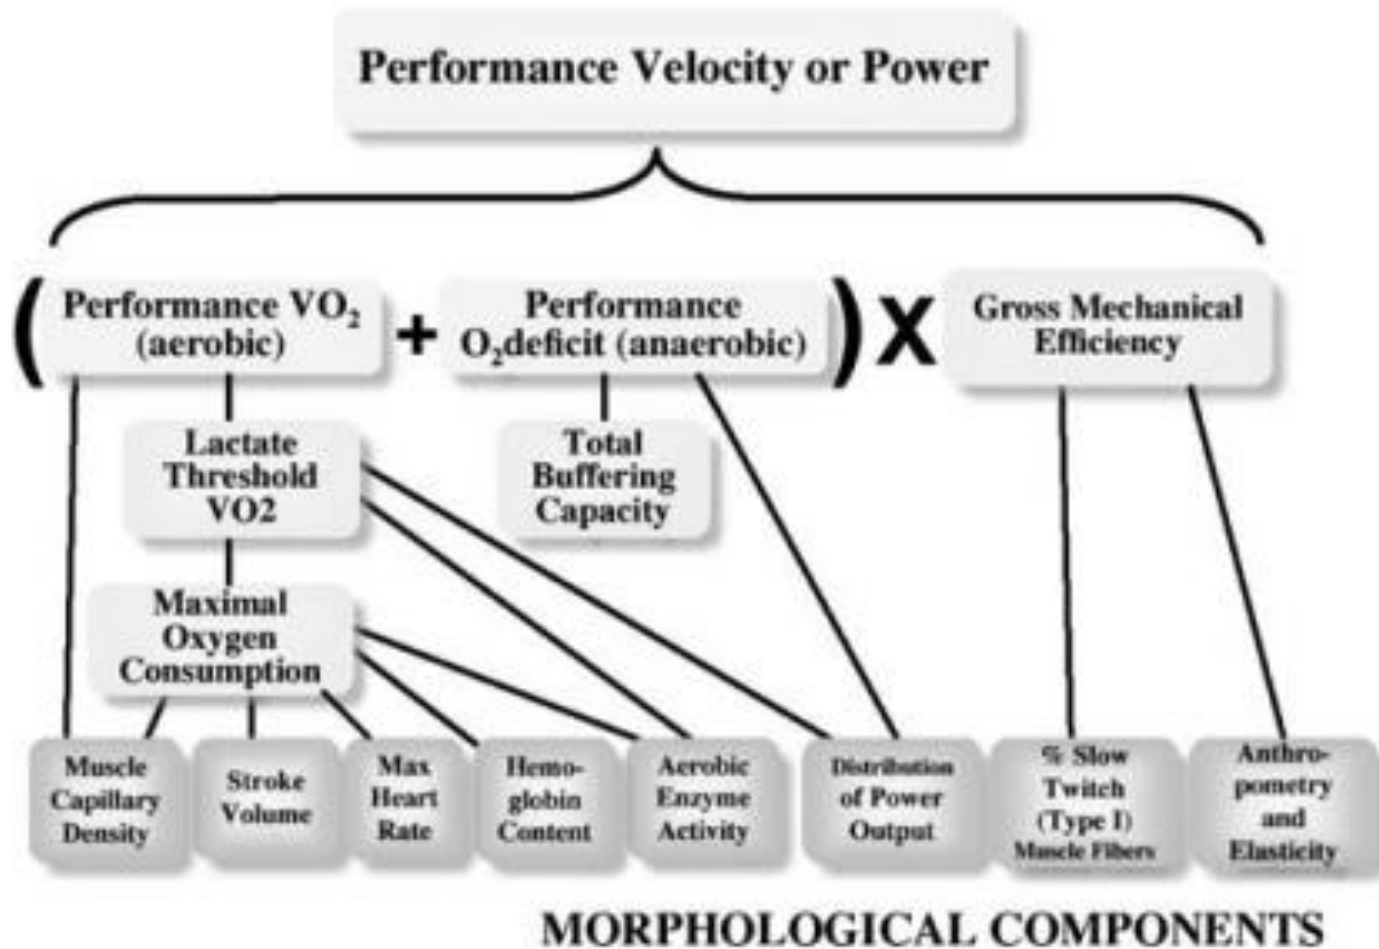 Performance Velocity or Power
( Performance VO₂
(aerobic)
+
Performance
O₂deficit (anaerobic) )
X
Gross Mechanical
Efficiency
Lactate
Threshold
VO2
Total
Buffering
Capacity
Maximal
Oxygen
Consumption
Muscle
Capillary
Density
Stroke
Volume
Max
Heart
Rate
Hemo-
globin
Content
Aerobic
Enzyme
Activity
Distribution
of Power
Output
% Slow
Twitch
(Type I)
Muscle Fibers
Anthro-
pometry
and
Elasticity
MORPHOLOGICAL COMPONENTS